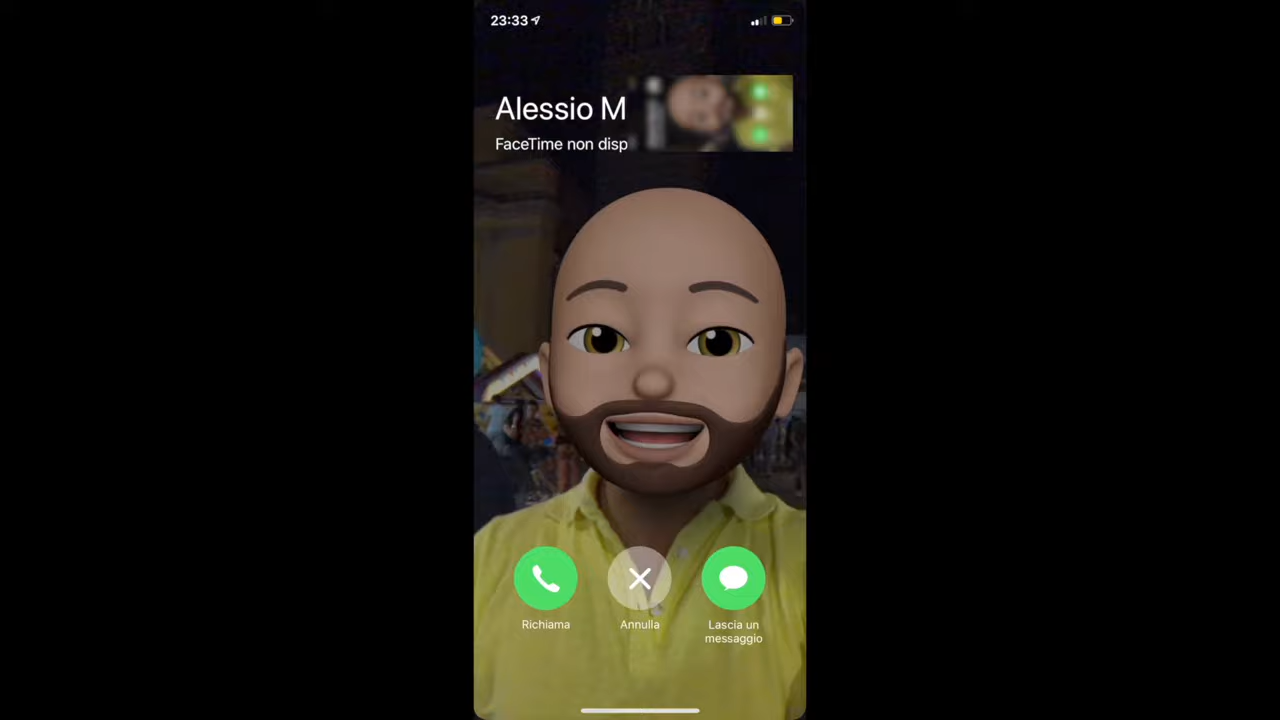 23:33
Alessio M
FaceTime non disp
Richiama
Annulla
Lascia un
messaggio